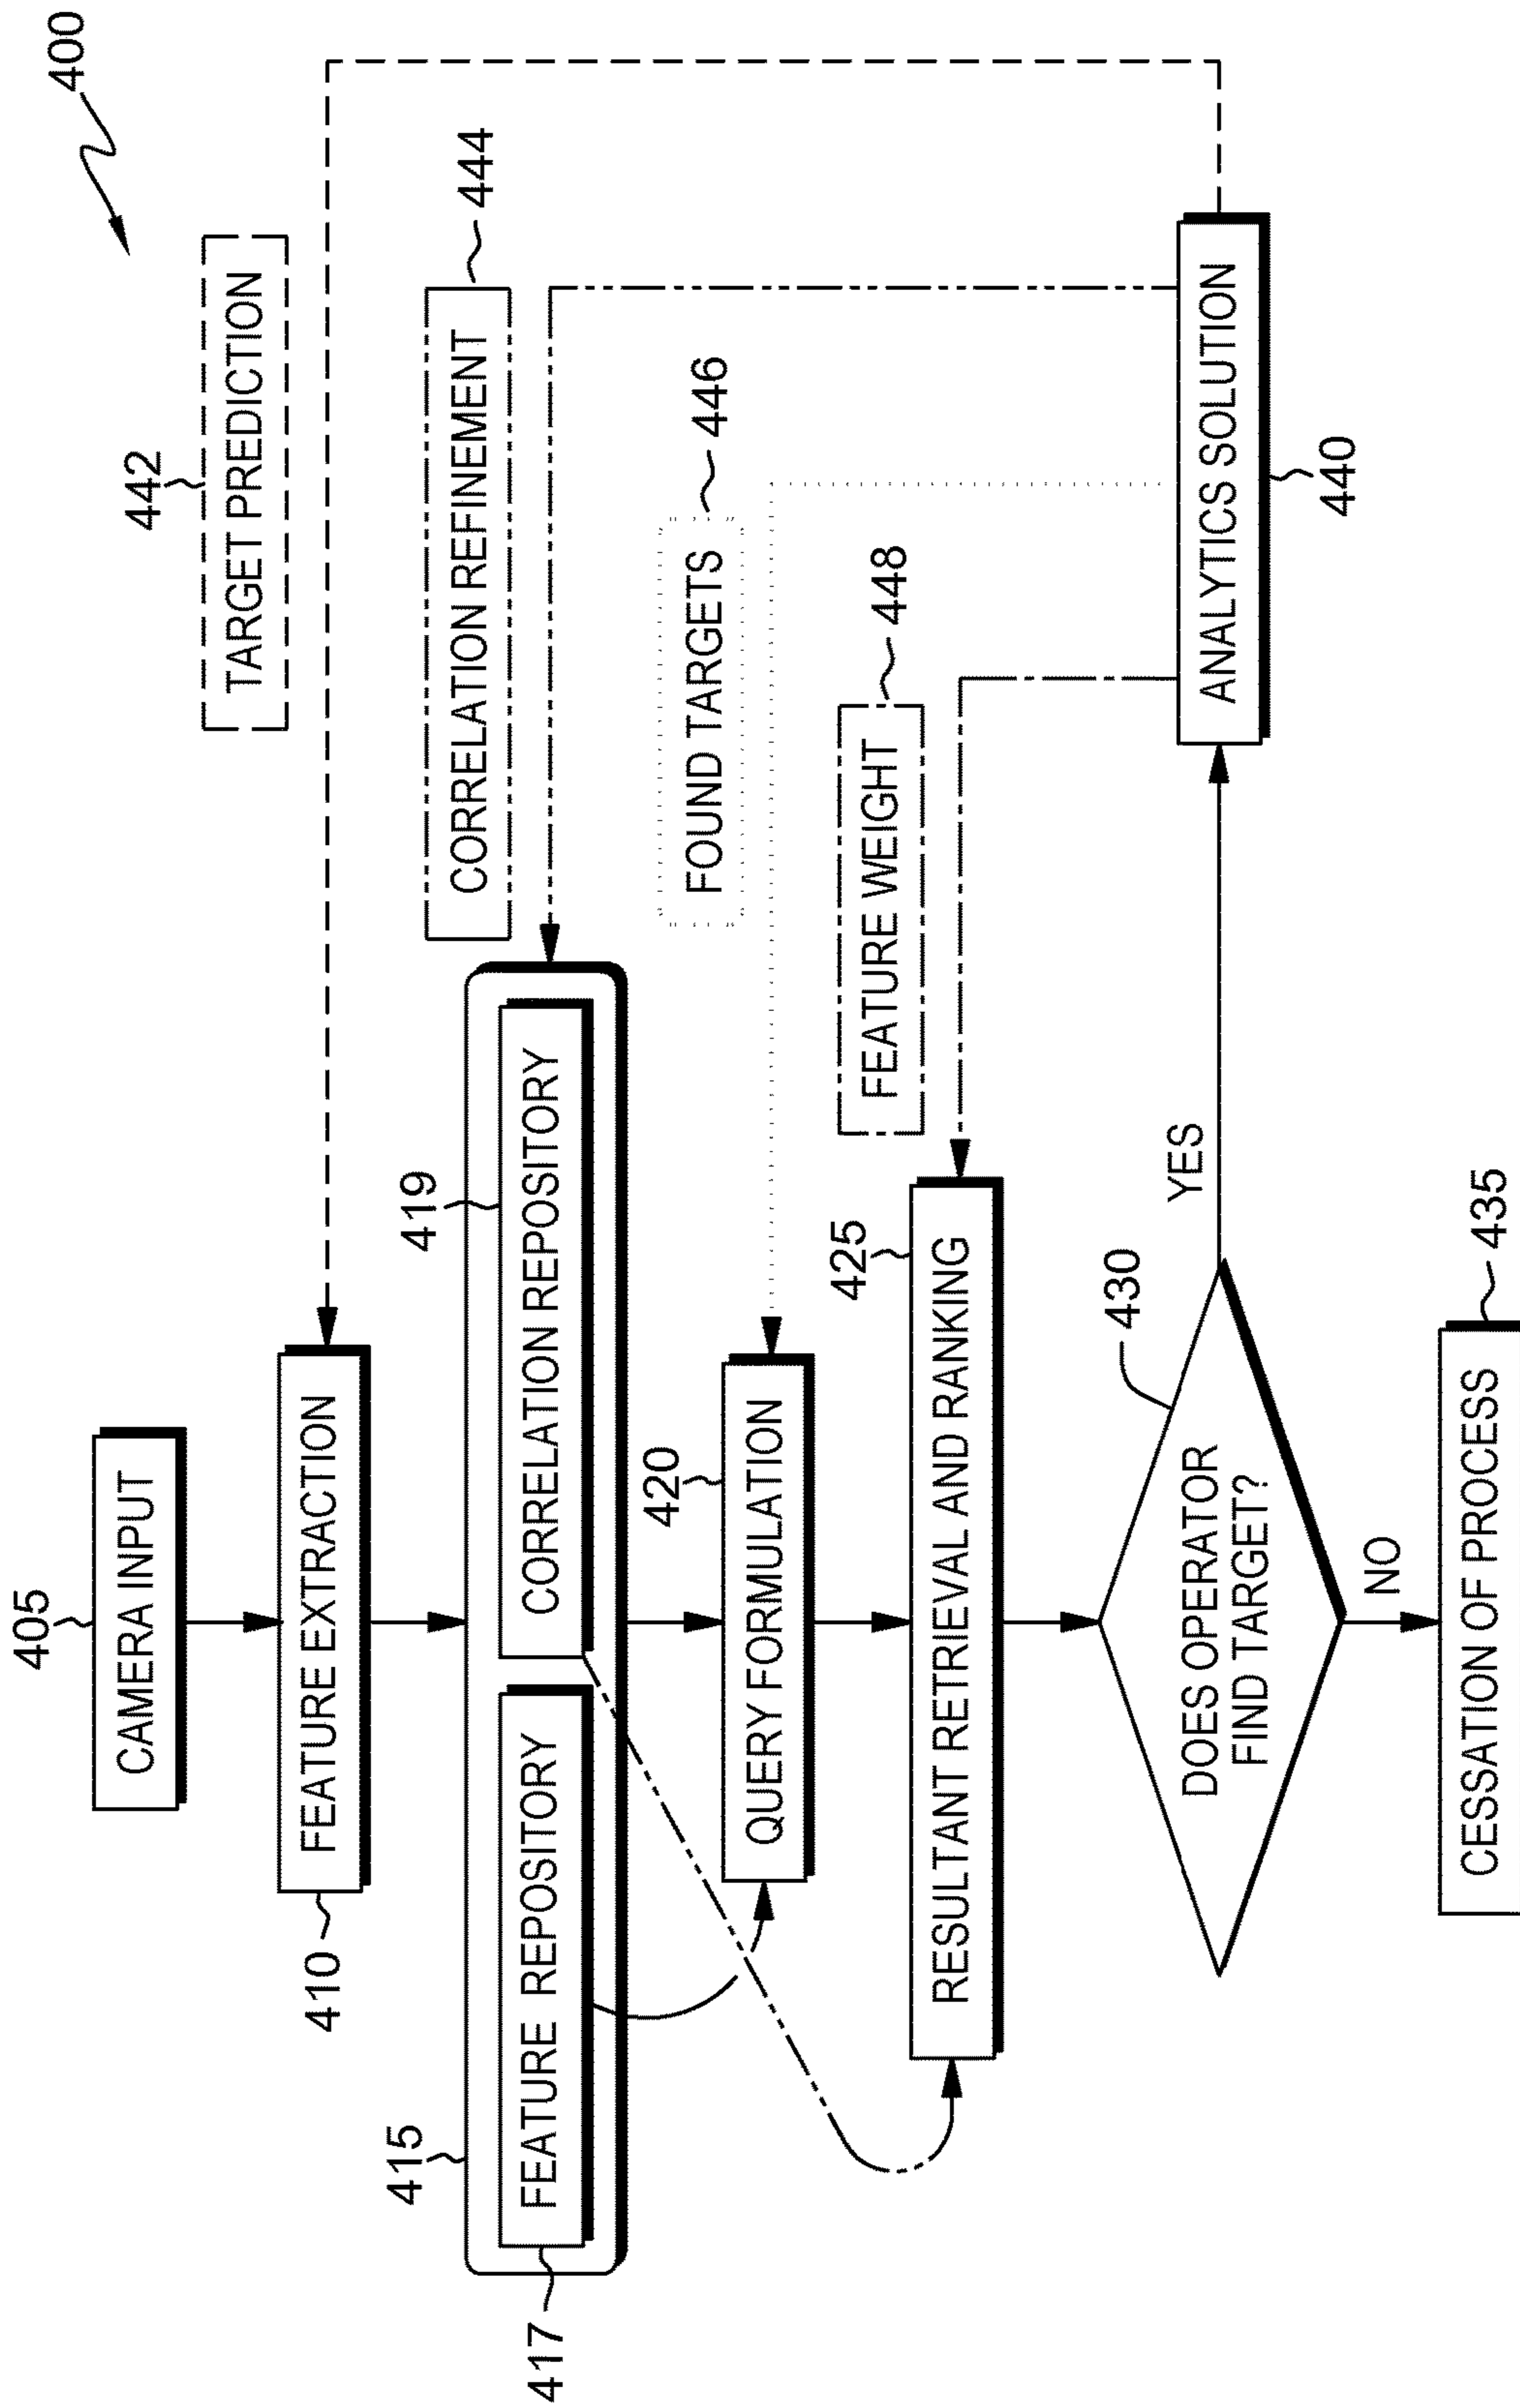 400
405
CAMERA INPUT
442
TARGET PREDICTION
410
FEATURE EXTRACTION
444
CORRELATION REFINEMENT
415
417
FEATURE REPOSITORY
419
CORRELATION REPOSITORY
446
FOUND TARGETS
420
QUERY FORMULATION
448
FEATURE WEIGHT
425
RESULTANT RETRIEVAL AND RANKING
430
DOES OPERATOR
FIND TARGET?
YES
ANALYTICS SOLUTION
440
NO
435
CESSATION OF PROCESS